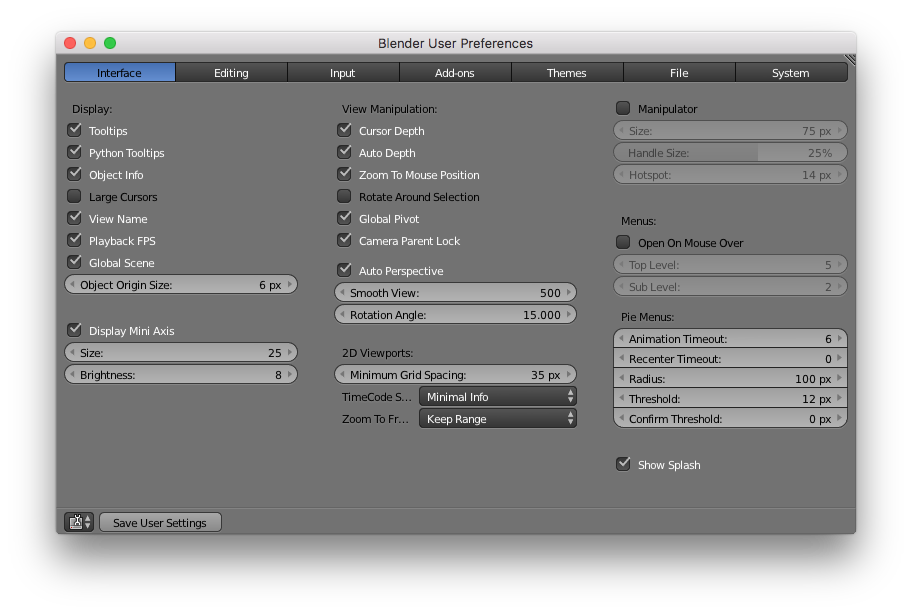 Blender User Preferences
Interface Editing Input Add-ons Themes File System
Display:
Tooltips
Python Tooltips
Object Info
Large Cursors
View Name
Playback FPS
Global Scene
Object Origin Size: 6 px
Display Mini Axis
Size: 25
Brightness: 8
View Manipulation:
Cursor Depth
Auto Depth
Zoom To Mouse Position
Rotate Around Selection
Global Pivot
Camera Parent Lock
Auto Perspective
Smooth View: 500
Rotation Angle: 15.000
2D Viewports:
Minimum Grid Spacing: 35 px
TimeCode S... Minimal Info
Zoom To Fr... Keep Range
Manipulator
Size: 75 px
Handle Size: 25%
Hotspot: 14 px
Menus:
Open On Mouse Over
Top Level: 5
Sub Level: 2
Pie Menus:
Animation Timeout: 6
Recenter Timeout: 0
Radius: 100 px
Threshold: 12 px
Confirm Threshold: 0 px
Show Splash
Save User Settings